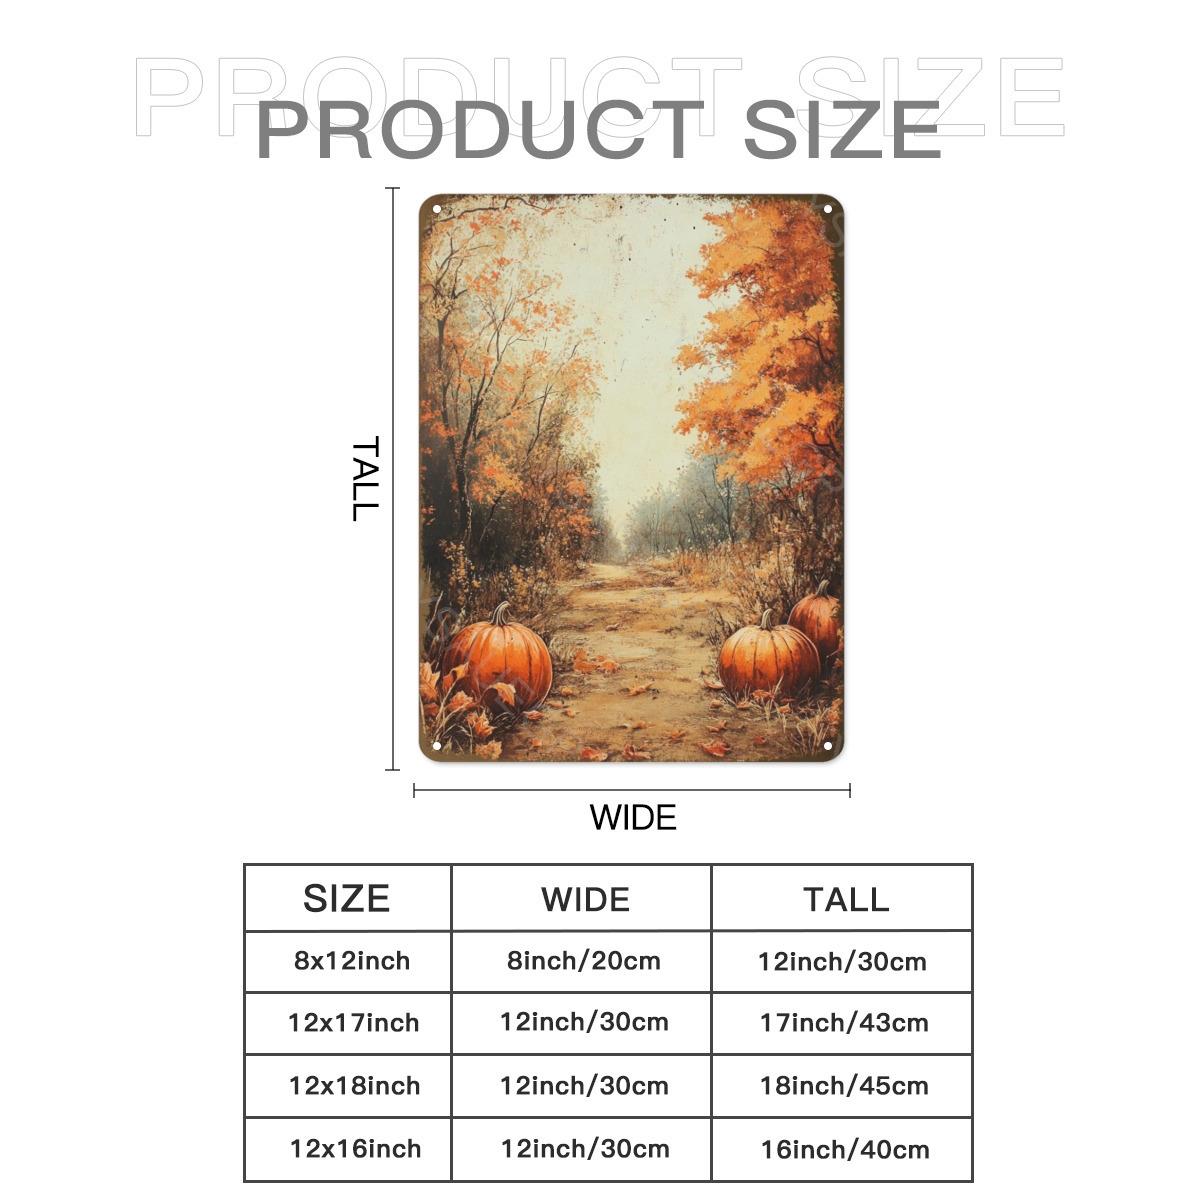 PRODUCT SIZE
PRODUCT SIZE
TALL
WIDE
SIZE WIDE TALL
8x12inch 8inch/20cm 12inch/30cm
12x17inch 12inch/30cm 17inch/43cm
12x18inch 12inch/30cm 18inch/45cm
12x16inch 12inch/30cm 16inch/40cm